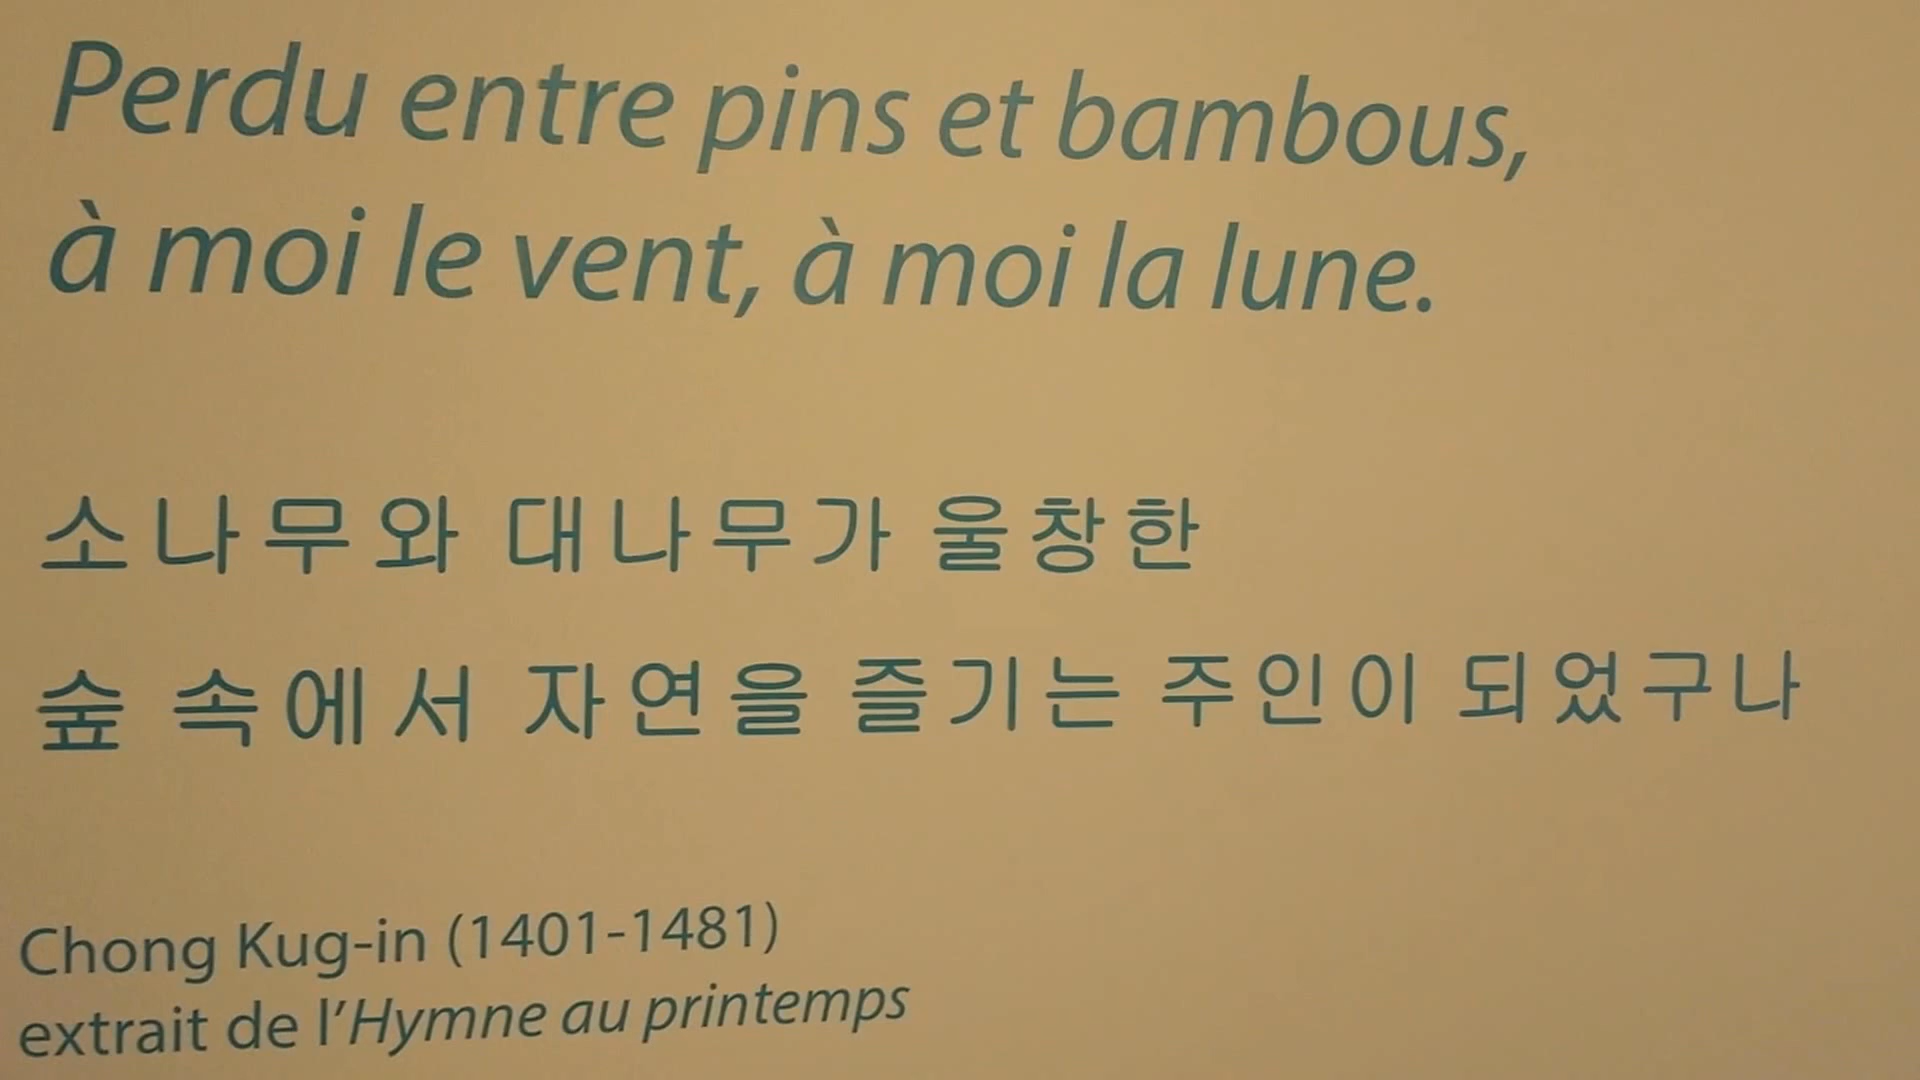 Perdu entre pins et bambous,
à moi le vent, à moi la lune.
소나무와 대나무가 울창한
숲 속에서 자연을 즐기는 주인이 되었구나
Chong Kug-in (1401-1481)
extrait de l'Hymne au printemps